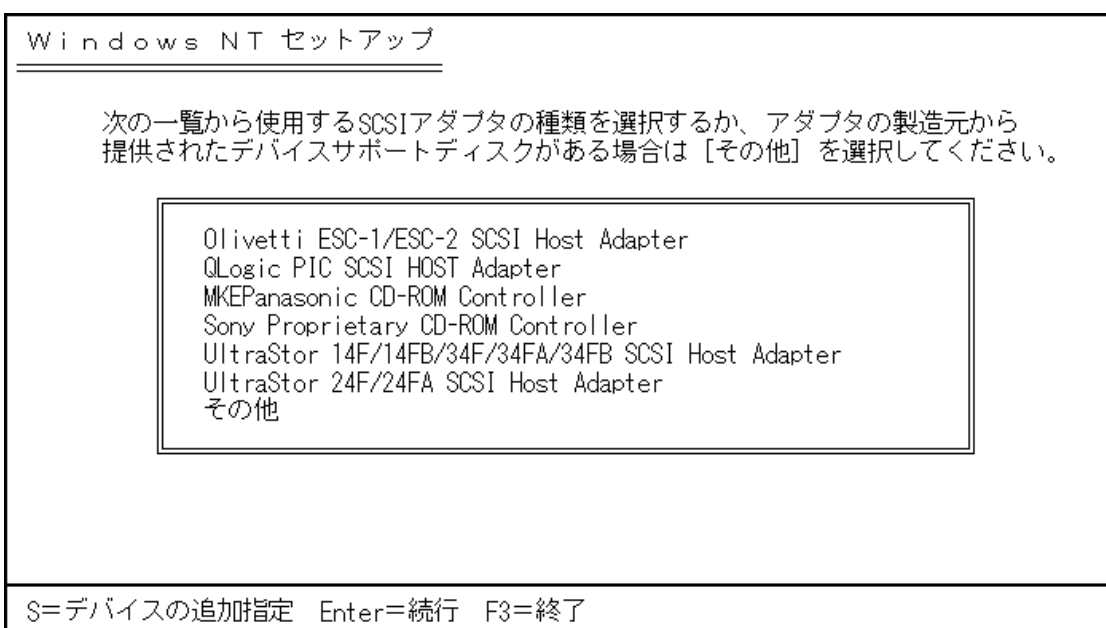 Ｗｉｎｄｏｗｓ ＮＴ セットアップ
次の一覧から使用するSCSIアダプタの種類を選択するか、アダプタの製造元から
提供されたデバイスサポートディスクがある場合は［その他］を選択してください。
Olivetti ESC-1/ESC-2 SCSI Host Adapter
QLogic PIC SCSI HOST Adapter
MKEPanasonic CD-ROM Controller
Sony Proprietary CD-ROM Controller
UltraStor 14F/14FB/34F/34FA/34FB SCSI Host Adapter
UltraStor 24F/24FA SCSI Host Adapter
その他
S＝デバイスの追加指定 Enter＝続行 F3＝終了